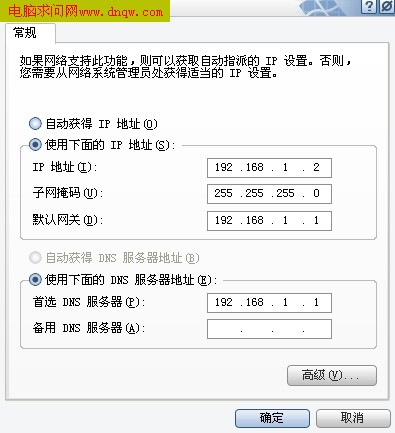 电脑求问网
www.dnqw.com
?
常规
如果网络支持此功能，则可以获取自动指派的 IP 设置。否则，
您需要从网络系统管理员处获得适当的 IP 设置。
自动获得 IP 地址(O)
使用下面的 IP 地址(S):
IP 地址(I): 192 .168 . 1 . 2
子网掩码(U): 255 .255 .255 . 0
默认网关(D): 192 .168 . 1 . 1
自动获得 DNS 服务器地址(B)
使用下面的 DNS 服务器地址(E):
首选 DNS 服务器(P): 192 .168 . 1 . 1
备用 DNS 服务器(A): . . .
高级(V)...
确定 取消